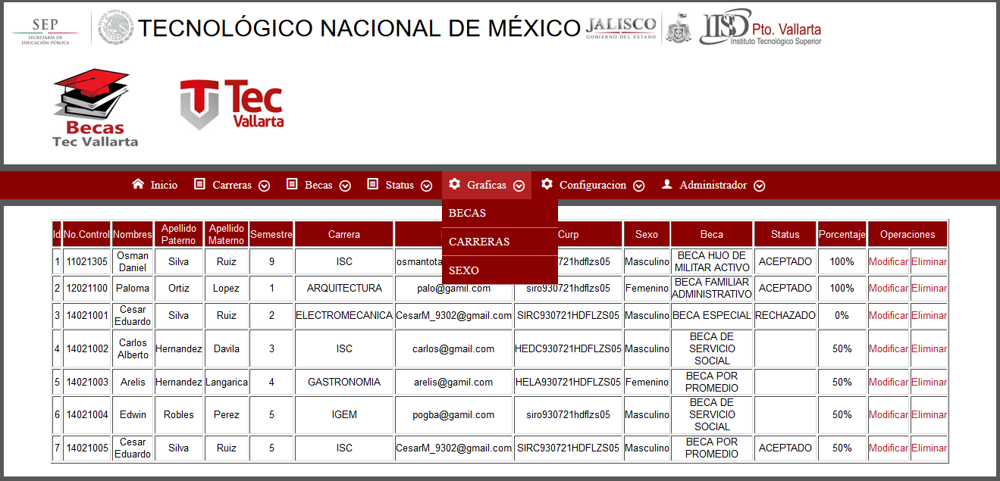 SEP
SECRETARÍA DE
EDUCACIÓN PÚBLICA
ESTADOS UNIDOS MEXICANOS
TECNOLÓGICO NACIONAL DE MÉXICO
JALISCO
GOBIERNO DEL ESTADO
ITS Pto. Vallarta
Instituto Tecnológico Superior
Becas
Tec Vallarta
Tec
Vallarta
Inicio Carreras Becas Status Graficas Configuracion Administrador
BECAS
CARRERAS
SEXO
Id No.Control Nombres Apellido Paterno Apellido Materno Semestre Carrera Curp Sexo Beca Status Porcentaje Operaciones
1 11021305 Osman Daniel Silva Ruiz 9 ISC osmantota 721hdflzs05 Masculino BECA HIJO DE MILITAR ACTIVO ACEPTADO 100% Modificar Eliminar
2 12021100 Paloma Ortiz Lopez 1 ARQUITECTURA palo@gamil.com siro930721hdflzs05 Femenino BECA FAMILIAR ADMINISTRATIVO ACEPTADO 100% Modificar Eliminar
3 14021001 Cesar Eduardo Silva Ruiz 2 ELECTROMECANICA CesarM_9302@gmail.com SIRC930721HDFLZS05 Masculino BECA ESPECIAL RECHAZADO 0% Modificar Eliminar
4 14021002 Carlos Alberto Hernandez Davila 3 ISC carlos@gmail.com HEDC930721HDFLZS05 Masculino BECA DE SERVICIO SOCIAL 50% Modificar Eliminar
5 14021003 Arelis Hernandez Langarica 4 GASTRONOMIA arelis@gamil.com HELA930721HDFLZS05 Femenino BECA POR PROMEDIO 50% Modificar Eliminar
6 14021004 Edwin Robles Perez 5 IGEM pogba@gamil.com siro930721hdflzs05 Masculino BECA DE SERVICIO SOCIAL 50% Modificar Eliminar
7 14021005 Cesar Eduardo Silva Ruiz 5 ISC CesarM_9302@gmail.com SIRC930721HDFLZS05 Masculino BECA POR PROMEDIO ACEPTADO 50% Modificar Eliminar